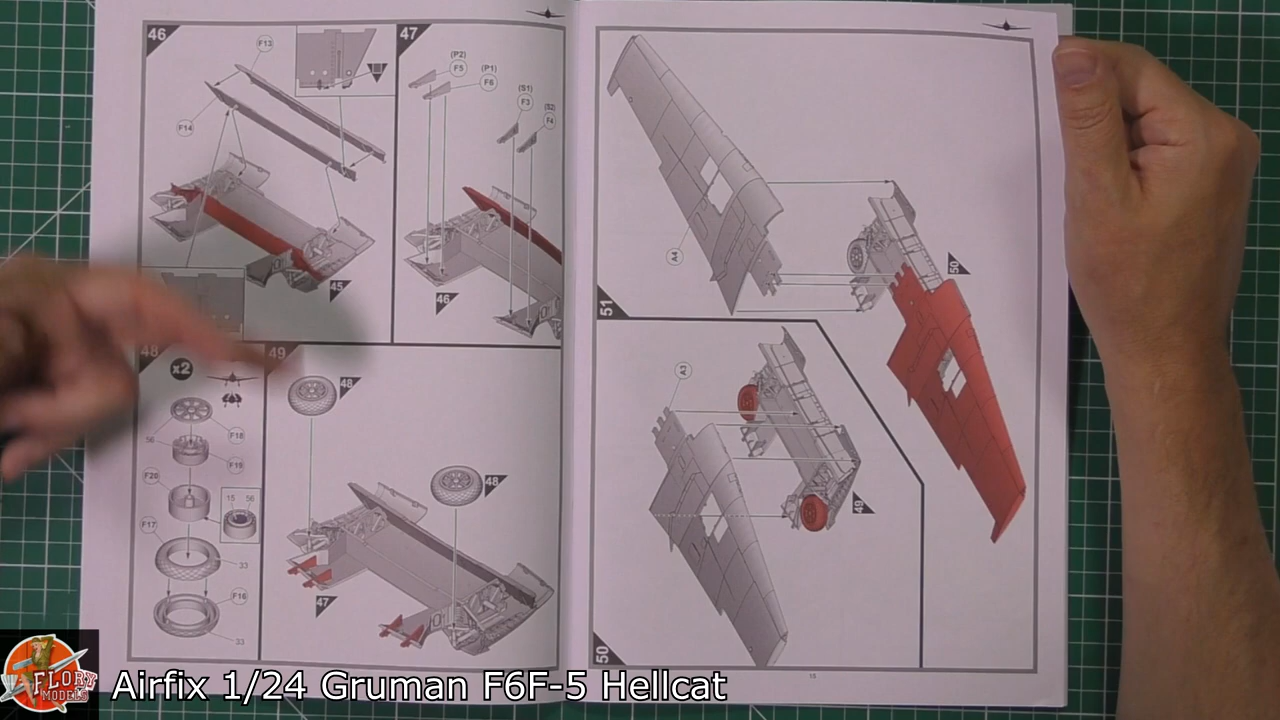 46
F13
F14
45
47
(P2)
F5
(P1)
F6
(S1)
F3
(S2)
F4
46
48
x2
F18
56
F19
F20
15 56
F17
33
F16
33
49
48
48
47
A4
50
51
A3
49
50
FLORY
MODELS
Airfix 1/24 Gruman F6F-5 Hellcat